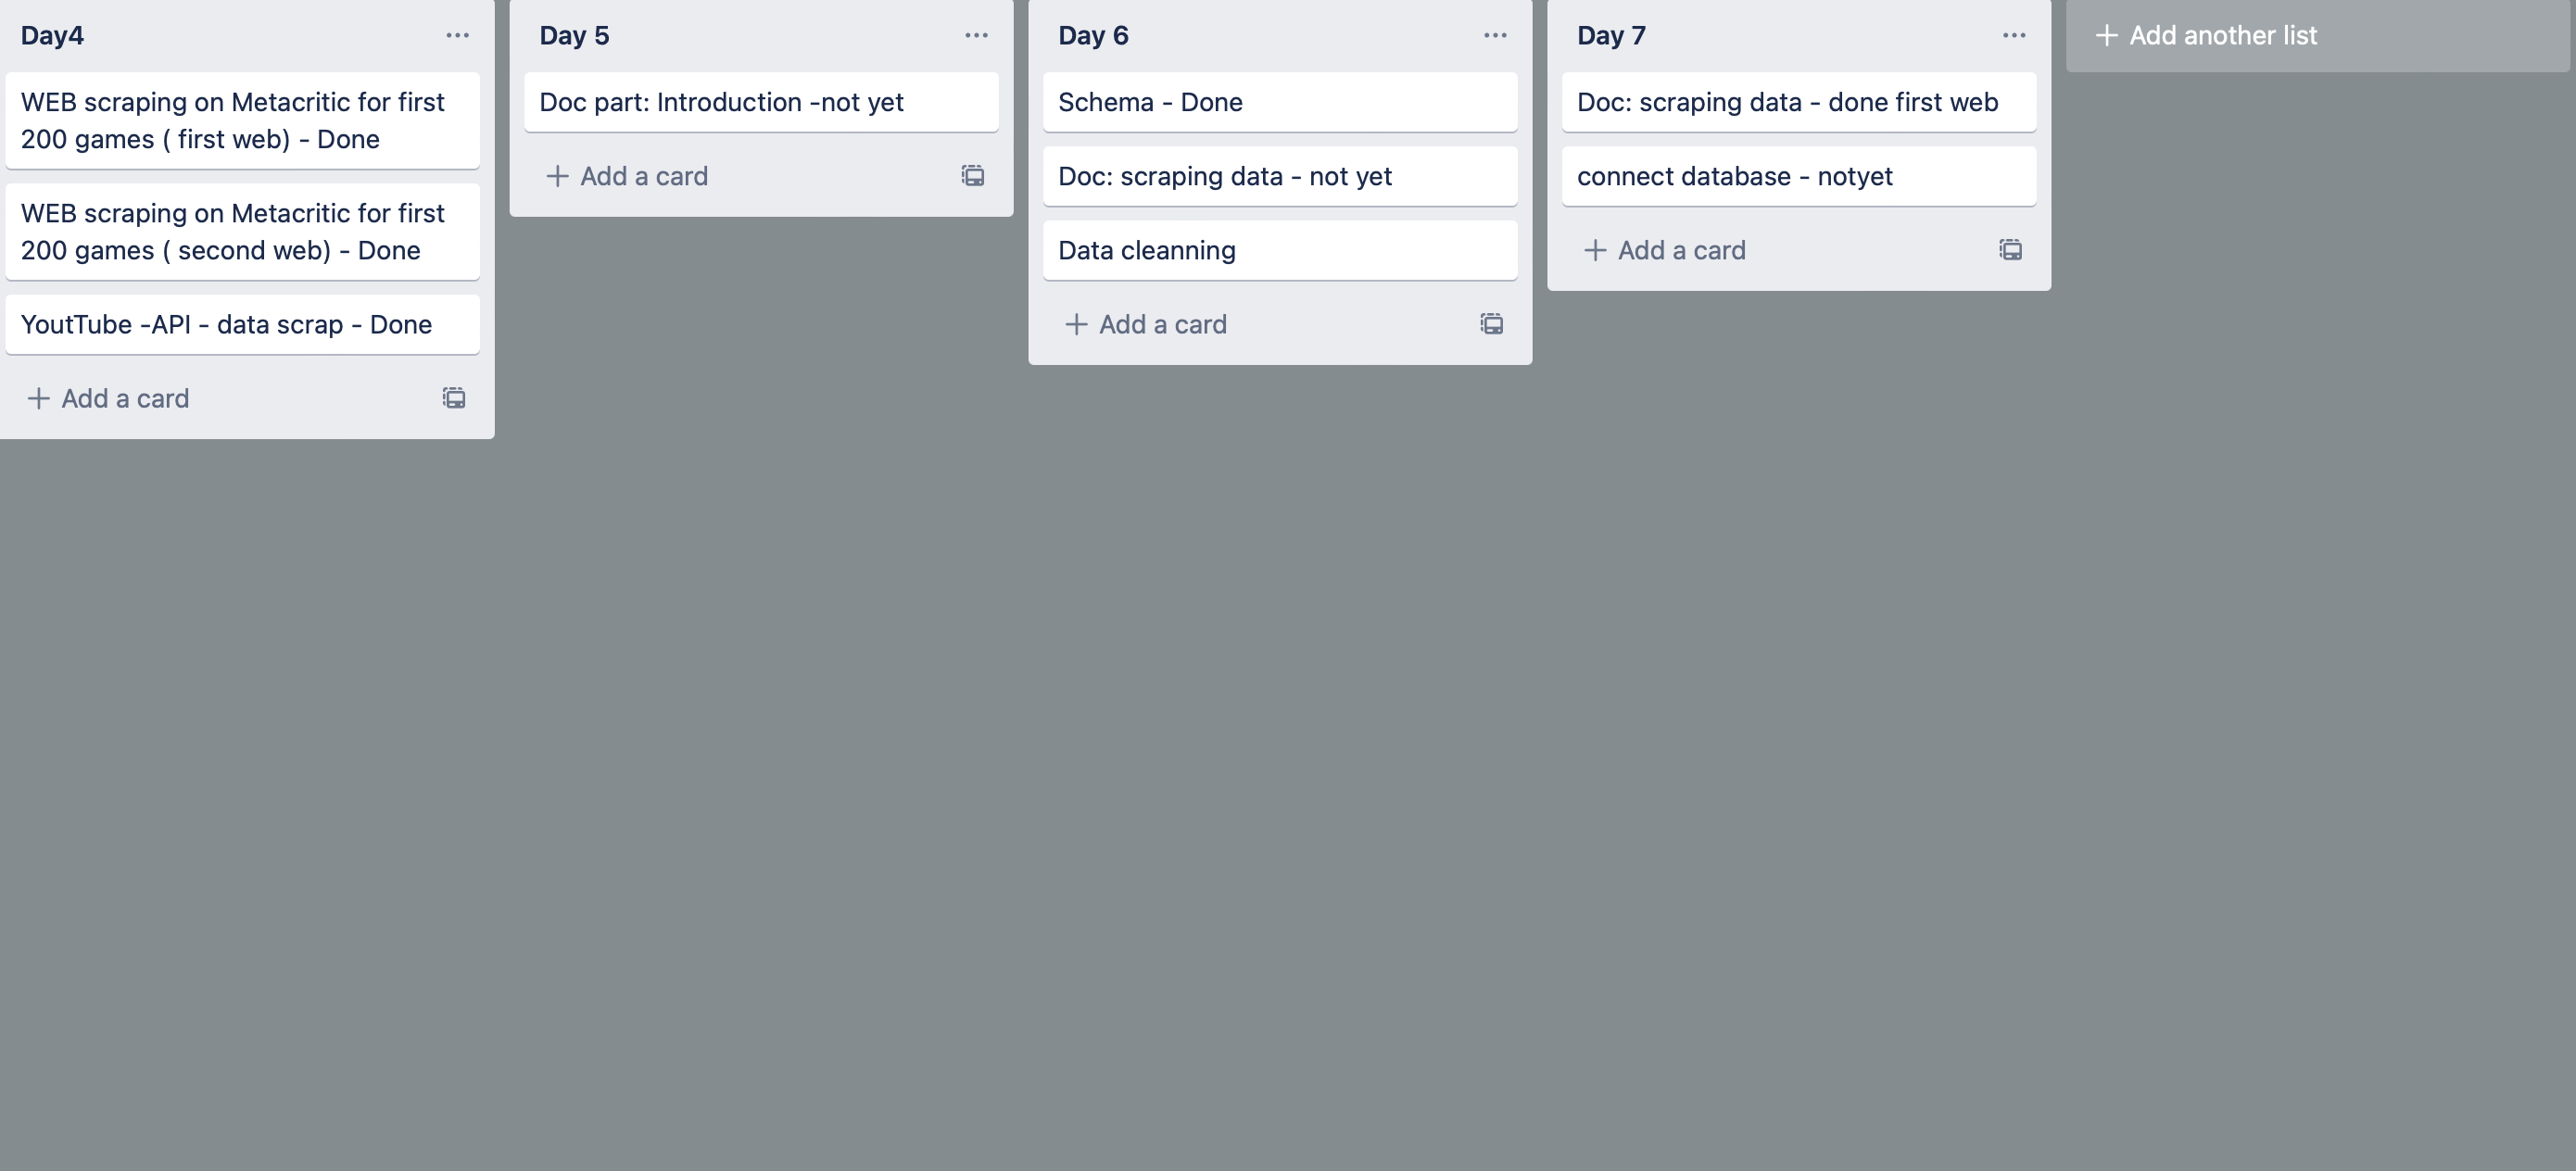 Day4
WEB scraping on Metacritic for first
200 games ( first web) - Done
WEB scraping on Metacritic for first
200 games ( second web) - Done
YoutTube -API - data scrap - Done
Add a card
Day 5
Doc part: Introduction -not yet
Add a card
Day 6
Schema - Done
Doc: scraping data - not yet
Data cleanning
Add a card
Day 7
Doc: scraping data - done first web
connect database - notyet
Add a card
Add another list